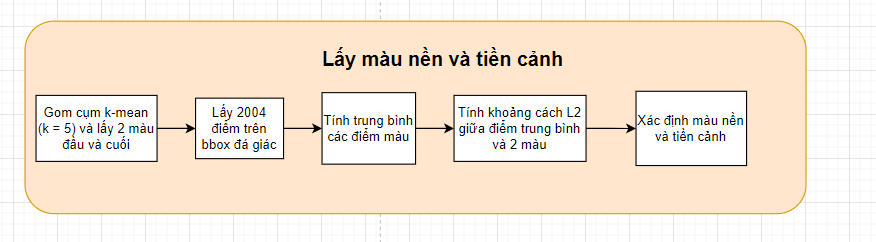 Lấy màu nền và tiền cảnh
Gom cụm k-mean
(k = 5) và lấy 2 màu
đầu và cuối
Lấy 2004
điểm trên
bbox đá giác
Tính trung bình
các điểm màu
Tính khoảng cách L2
giữa điểm trung bình
và 2 màu
Xác định màu nền
và tiền cảnh